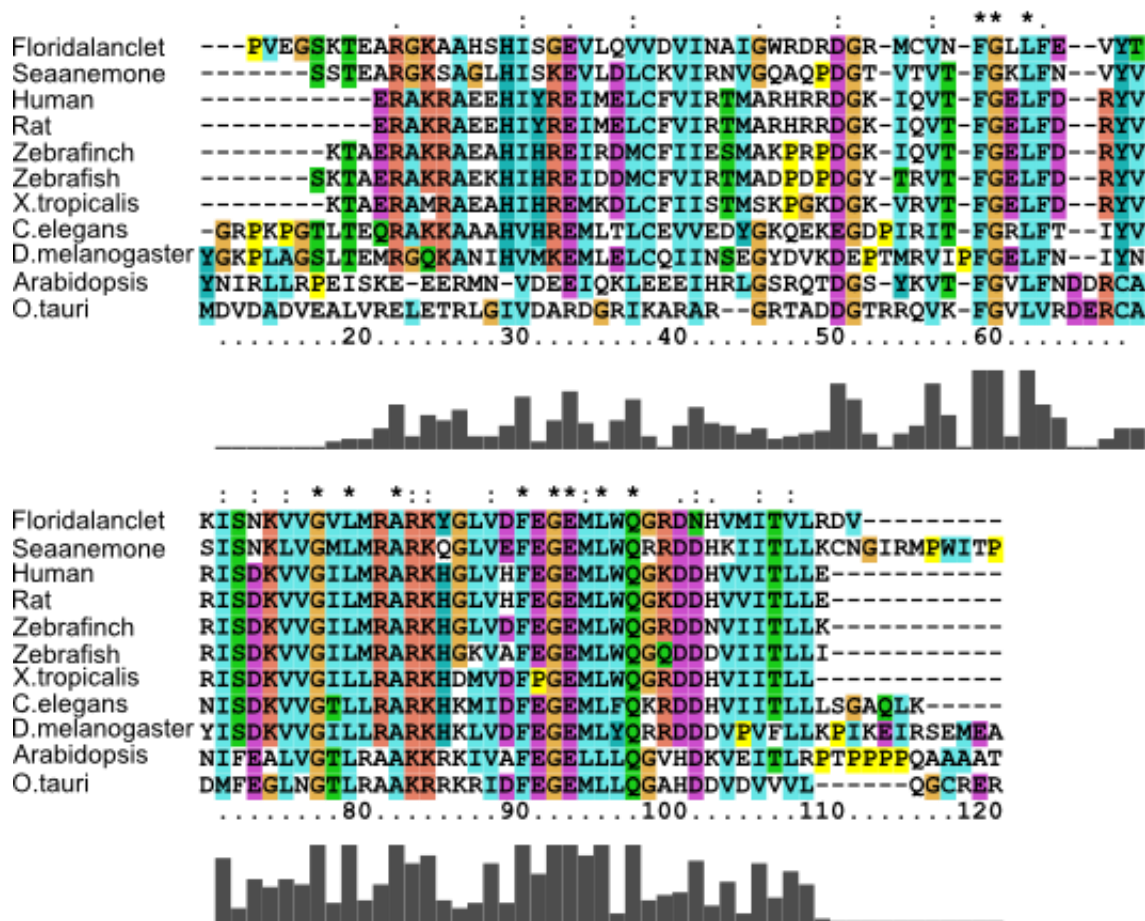 . : . : . : . : ** *.
Floridalanclet ---PVEGSKTEARGKAAHSHISGEVLQVVDVINAIGWRDRDGR-MCVN-FGLLFE--VYT
Seaanemone -------SSTEARGKSAGLHISKEVLDLCKVIRNVGQAQPDGT-VTVT-FGKLFN--VYV
Human -----------ERAKRAEEHIYREIMELCFVIRTMARHRRDGK-IQVT-FGELFD--RYV
Rat -----------ERAKRAEEHIYREIMELCFVIRTMARHRRDGK-IQVT-FGELFD--RYV
Zebrafinch --------KTAERAKRAEAHIHREIRDMCFIIESMAKPRPDGK-IQVT-FGELFD--RYV
Zebrafish -------SKTAERAKRAEKHIHREIDDMCFVIRTMADPDPDGY-TRVT-FGELFD--RYV
X.tropicalis --------KTAERAMRAEAHIHREMKDLCFIISTMSKPGKDGK-VRVT-FGELFD--RYV
C.elegans -GRPKPGTLTEQRAKKAAAHVHREMLTLCEVVEDYGKQEKEGDPIRIT-FGRLFT--IYV
D.melanogaster YGKPLAGSLTEMRGQKANIHVMKEMLELCQIINSEGYDVKDEPTMRVIPFGELFN--IYN
Arabidopsis YNIRLLRPEISKE-EERMN-VDEEIQKLEEEIHRLGSRQTDGS-YKVT-FGVLFNDDRCA
O.tauri MDVDADVEALVRELETRLGIVDARDGRIKARAR--GRTADDGTRRQVK-FGVLVRDERCA
.........20........30........40........50........60.........
: : : * * * :: : * **:* * :: . : :
Floridalanclet KISNKVVGVLMRARKYGLVDFEGEMLWQGRDNHVMITVLRDV---------
Seaanemone SISNKLVGMLMRARKQGLVEFEGEMLWQRRDDHKIITLLKCNGIRMPWITP
Human RISDKVVGILMRARKHGLVHFEGEMLWQGKDDHVVITLLE-----------
Rat RISDKVVGILMRARKHGLVHFEGEMLWQGKDDHVVITLLE-----------
Zebrafinch RISDKVVGILMRARKHGLVDFEGEMLWQGRDDNVVITLLK-----------
Zebrafish RISDKVVGILMRARKHGKVAFEGEMLWQGQDDDVVITLLI-----------
X.tropicalis RISDKVVGILLRARKHDMVDFPGEMLWQGRDDHVVITLL------------
C.elegans NISDKVVGTLLRARKHKMIDFEGEMLFQKRDDHVIITLLLSGAQLK-----
D.melanogaster YISDKVVGILLRARKHKLVDFEGEMLYQRRDDDVPVFLLKPIKEIRSEMEA
Arabidopsis NIFEALVGTLRAAKKRKIVAFEGELLLQGVHDKVEITLRPTPPPPQAAAAT
O.tauri DMFEGLNGTLRAAKRRKRIDFEGEMLLQGAHDDVDVVVL------QGCRER
.........80........90........100.......110.......120.